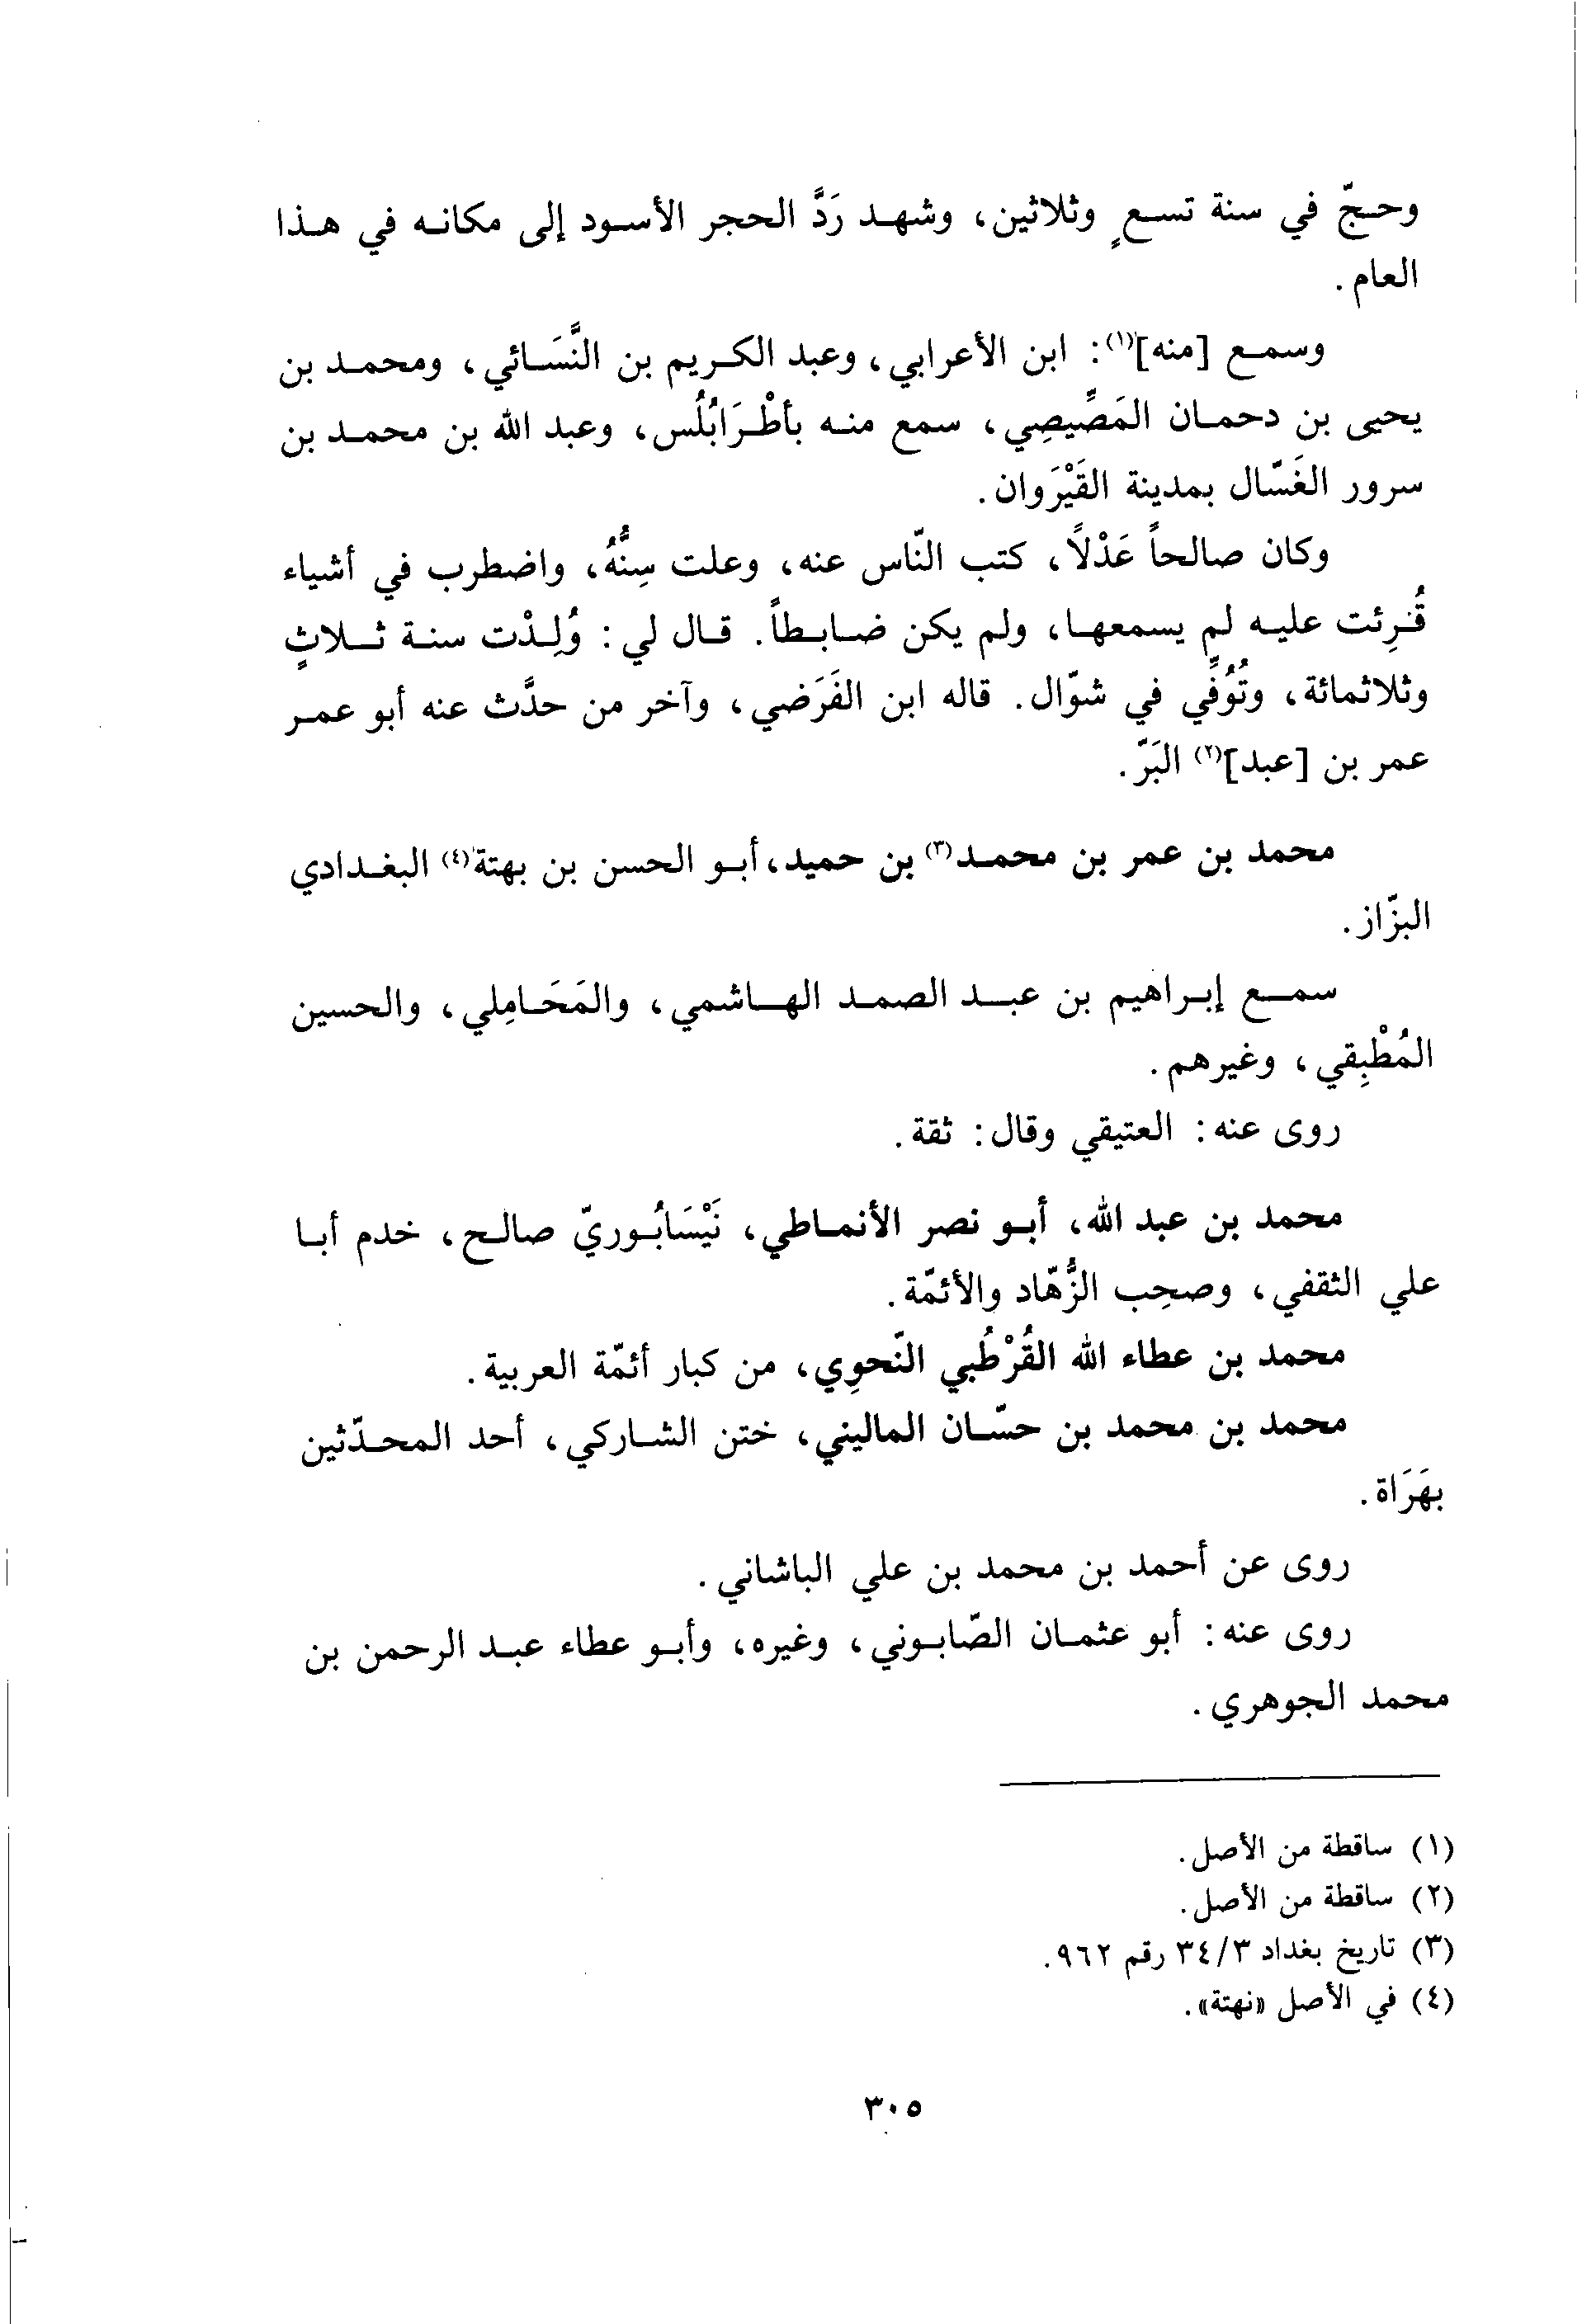 وحجّ في سنة تسعٍ وثلاثين، وشهد رَدَّ الحجر الأسود إلى مكانه في هذا
العام.
وسمع [منه]⁽¹⁾: ابن الأعرابي، وعبد الكريم بن النَّسَائي، ومحمد بن
يحيى بن دحمان المَصِّيصِي، سمع منه بأطْرَابُلُس، وعبد الله بن محمد بن
سرور الغَسّال بمدينة القَيْرَوان.
وكان صالحاً عَدْلاً، كتب النّاس عنه، وعلت سِنُّهُ، واضطرب في أشياء
قُرِئت عليه لم يسمعها، ولم يكن ضابطاً. قال لي: وُلِدْت سنة ثلاثٍ
وثلاثمائة، وتُوُفِّي في شوّال. قاله ابن الفَرَضي، وآخر من حدَّث عنه أبو عمر
عمر بن [عبد]⁽٢⁾ البَرّ.
محمد بن عمر بن محمد⁽٣⁾ بن حميد، أبو الحسن بن بهتة⁽٤⁾ البغدادي
البزّاز.
سمع إبراهيم بن عبد الصمد الهاشمي، والمَحَامِلي، والحسين
المُطْبِقي، وغيرهم.
روى عنه: العتيقي وقال: ثقة.
محمد بن عبد الله، أبو نصر الأنماطي، نَيْسَابُوريّ صالح، خدم أبا
علي الثقفي، وصحِب الزُّهّاد والأئمّة.
محمد بن عطاء الله القُرْطُبي النّحوِي، من كبار أئمّة العربية.
محمد بن محمد بن حسّان الماليني، ختن الشاركي، أحد المحدّثين
بهَرَاة.
روى عن أحمد بن محمد بن علي الباشاني.
روى عنه: أبو عثمان الصّابوني، وغيره، وأبو عطاء عبد الرحمن بن
محمد الجوهري.
(١) ساقطة من الأصل.
(٢) ساقطة من الأصل.
(٣) تاريخ بغداد ٣٤/٣ رقم ٩٦٢.
(٤) في الأصل «نهتة».
٣٠٥